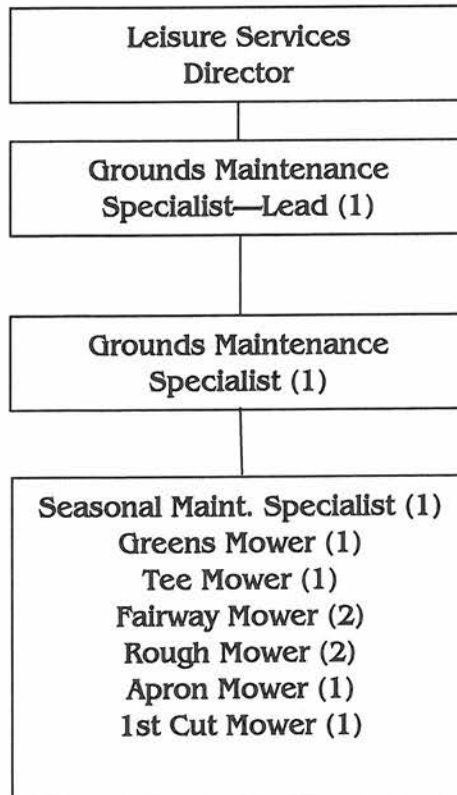 Leisure Services
Director
Grounds Maintenance
Specialist—Lead (1)
Grounds Maintenance
Specialist (1)
Seasonal Maint. Specialist (1)
Greens Mower (1)
Tee Mower (1)
Fairway Mower (2)
Rough Mower (2)
Apron Mower (1)
1st Cut Mower (1)